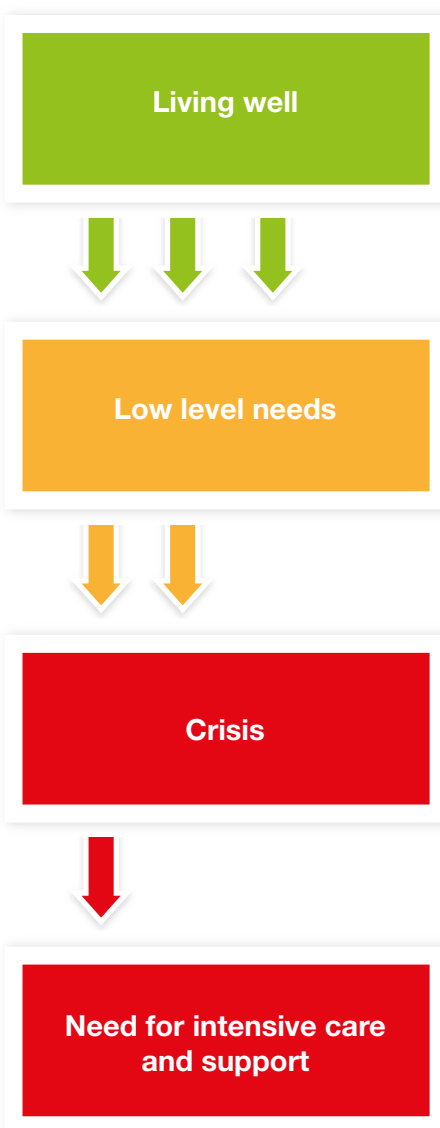 Living well
Low level needs
Crisis
Need for intensive care
and support